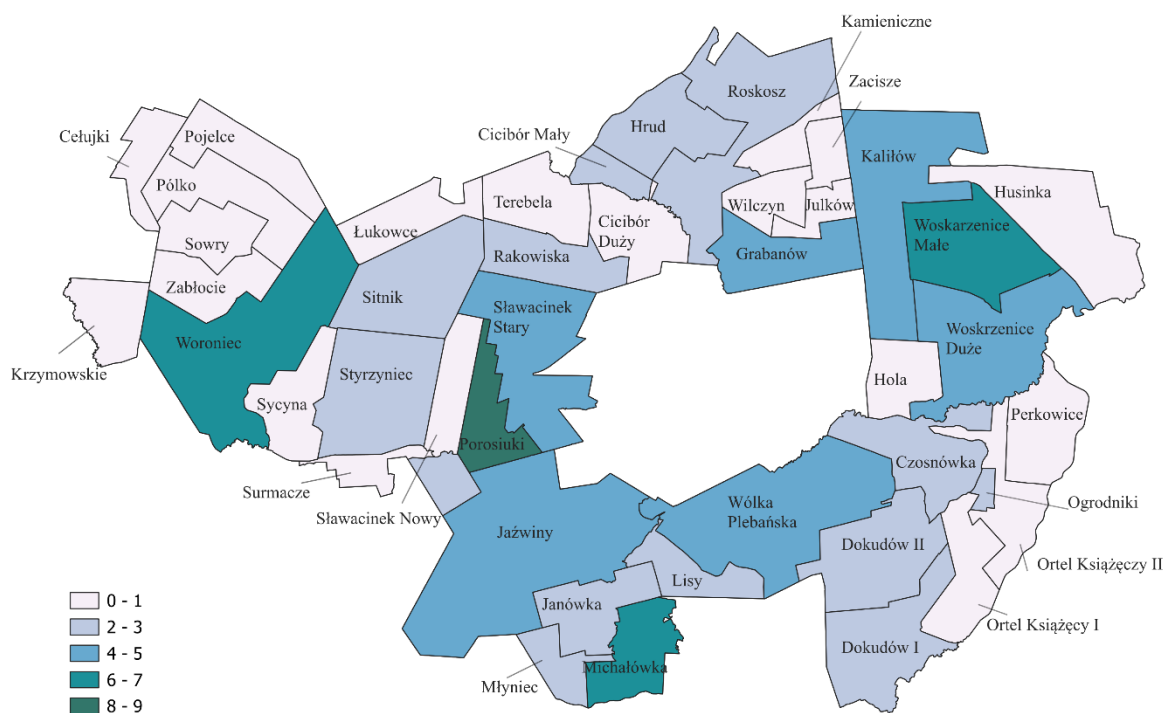 Kamieniczne
Zacisze
Roskosz
Hrud
Cicibór Mały
Cełujki
Pojelce
Pólko
Kaliłów
Husinka
Terebela
Wilczyn
Julków
Łukowce
Sowry
Cicibór
Duży
Woskarzenice
Małe
Rakowiska
Grabanów
Zabłocie
Sitnik
Sławacinek
Stary
Woskrzenice
Duże
Woroniec
Krzymowskie
Styrzyniec
Hola
Sycyna
Perkowice
Porosiuki
Czosnówka
Surmacze
Wólka
Plebańska
Ogrodniki
Sławacinek Nowy
Jaźwiny
Dokudów II
Ortel Książęczy II
Lisy
Janówka
Ortel Książęcy I
Dokudów I
Michałówka
Młyniec
0 - 1
2 - 3
4 - 5
6 - 7
8 - 9